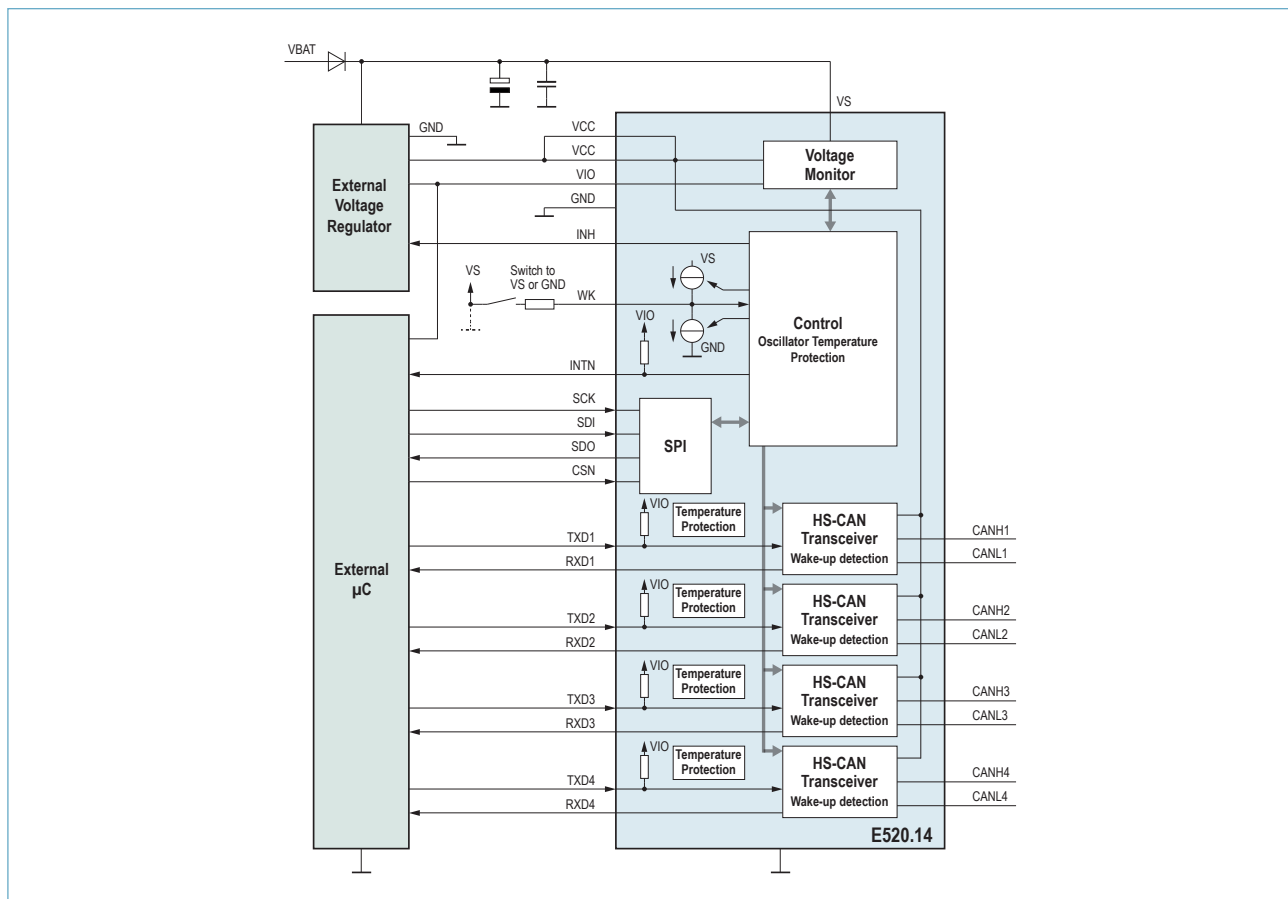 VBAT
VS
External
Voltage
Regulator
GND
VCC
VCC
VIO
GND
INH
Voltage
Monitor
VS
Switch to
VS or GND
WK
VS
GND
VIO
INTN
Control
Oscillator Temperature
Protection
External
µC
SCK
SDI
SDO
CSN
SPI
VIO
Temperature
Protection
TXD1
RXD1
HS-CAN
Transceiver
Wake-up detection
CANH1
CANL1
VIO
Temperature
Protection
TXD2
RXD2
HS-CAN
Transceiver
Wake-up detection
CANH2
CANL2
VIO
Temperature
Protection
TXD3
RXD3
HS-CAN
Transceiver
Wake-up detection
CANH3
CANL3
VIO
Temperature
Protection
TXD4
RXD4
HS-CAN
Transceiver
Wake-up detection
CANH4
CANL4
E520.14